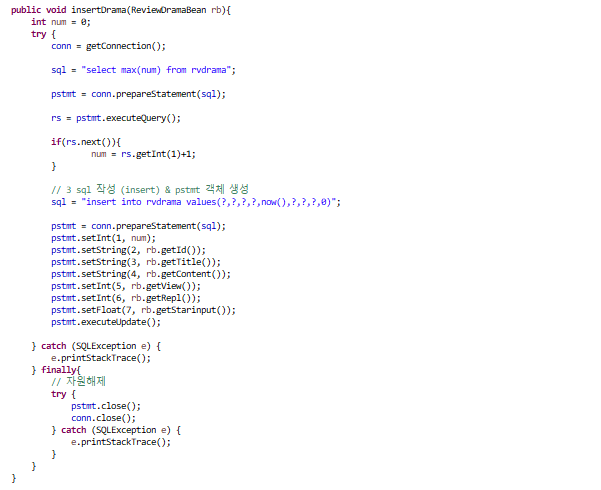 public void insertDrama(ReviewDramaBean rb){
int num = 0;
try {
conn = getConnection();
sql = "select max(num) from rvdrama";
pstmt = conn.prepareStatement(sql);
rs = pstmt.executeQuery();
if(rs.next()){
num = rs.getInt(1)+1;
}
// 3 sql 작성 (insert) & pstmt 객체 생성
sql = "insert into rvdrama values(?,?,?,?,now(),?,?,?,0)";
pstmt = conn.prepareStatement(sql);
pstmt.setInt(1, num);
pstmt.setString(2, rb.getId());
pstmt.setString(3, rb.getTitle());
pstmt.setString(4, rb.getContent());
pstmt.setInt(5, rb.getView());
pstmt.setInt(6, rb.getRepl());
pstmt.setFloat(7, rb.getStarinput());
pstmt.executeUpdate();
} catch (SQLException e) {
e.printStackTrace();
} finally{
// 자원해제
try {
pstmt.close();
conn.close();
} catch (SQLException e) {
e.printStackTrace();
}
}
}